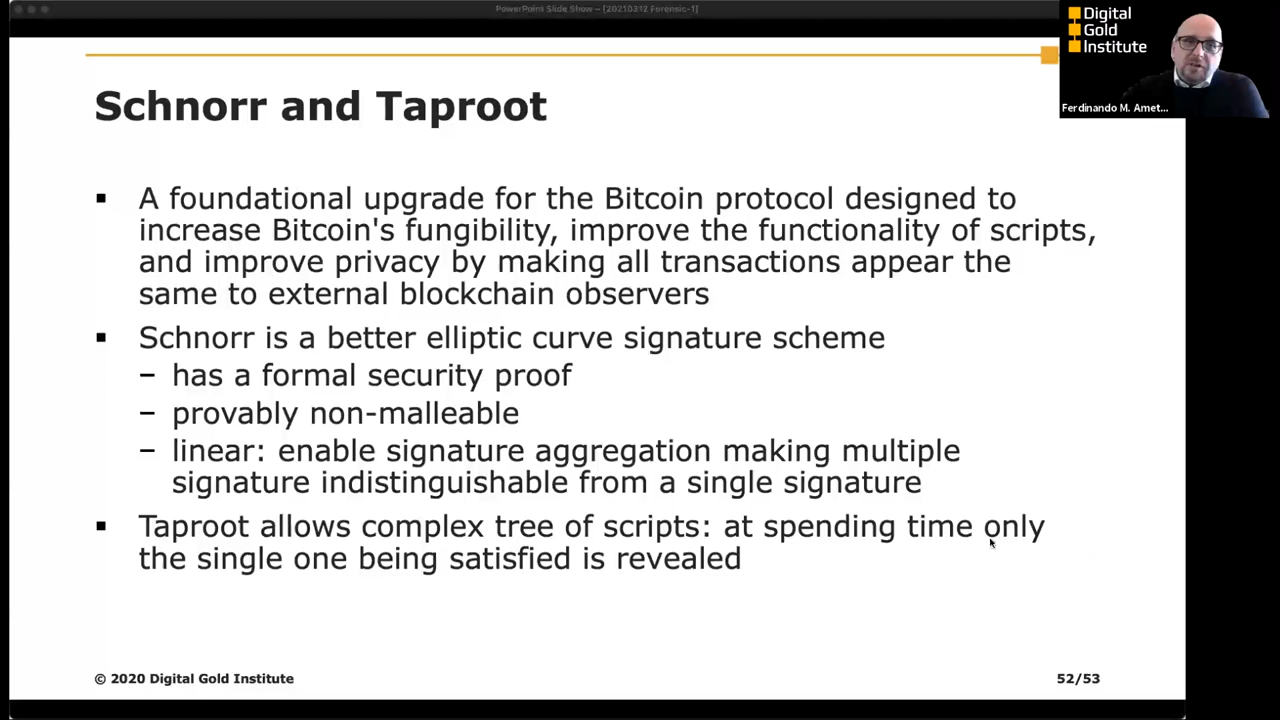 PowerPoint Slide Show – [20210312 Forensic-1]
Digital
Gold
Institute
Ferdinando M. Amet...
Schnorr and Taproot
▪ A foundational upgrade for the Bitcoin protocol designed to
increase Bitcoin's fungibility, improve the functionality of scripts,
and improve privacy by making all transactions appear the
same to external blockchain observers
▪ Schnorr is a better elliptic curve signature scheme
– has a formal security proof
– provably non-malleable
– linear: enable signature aggregation making multiple
signature indistinguishable from a single signature
▪ Taproot allows complex tree of scripts: at spending time only
the single one being satisfied is revealed
© 2020 Digital Gold Institute
52/53